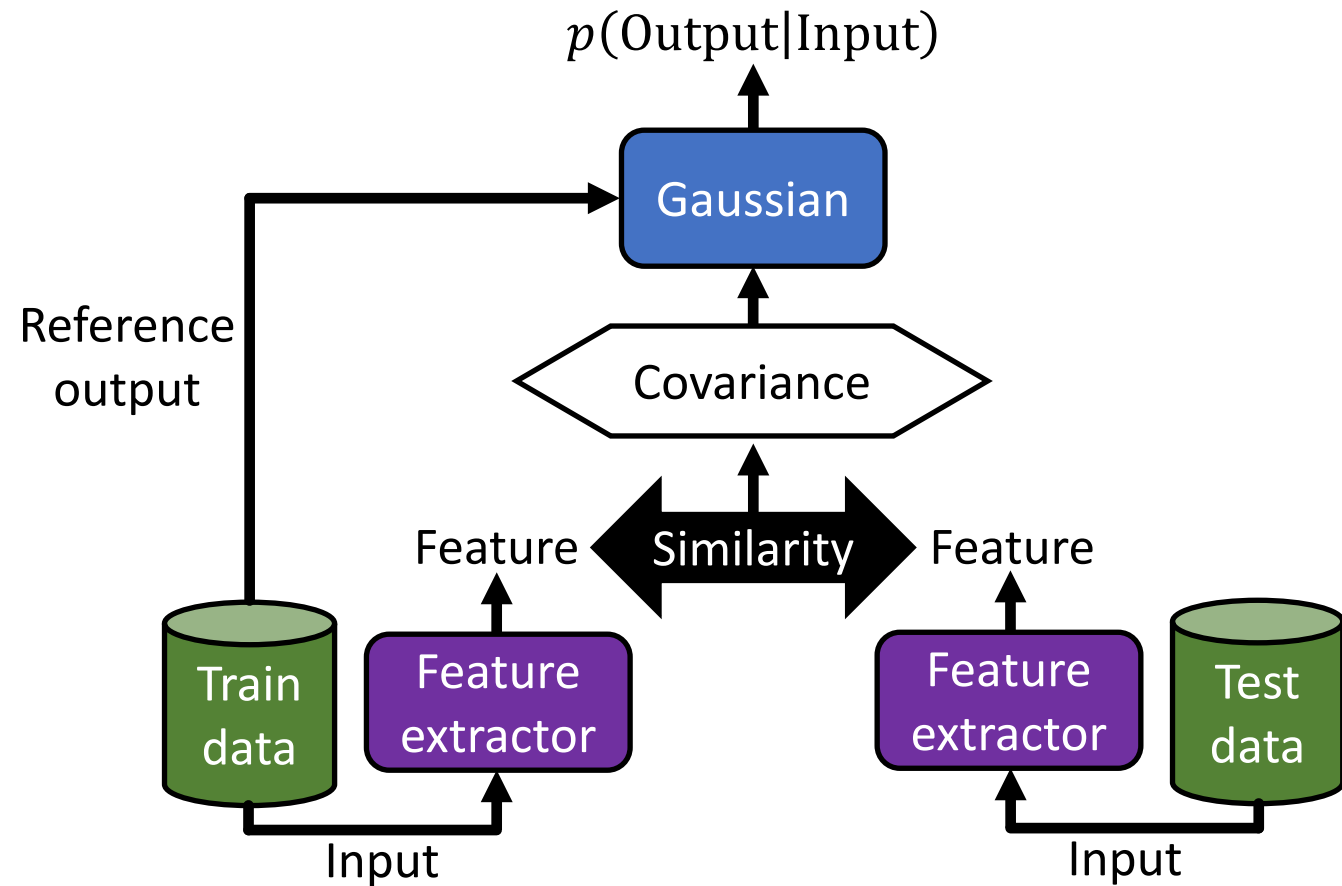 p(Output|Input)
Gaussian
Reference
output
Covariance
Feature
Similarity
Feature
Train
data
Feature
extractor
Feature
extractor
Test
data
Input
Input